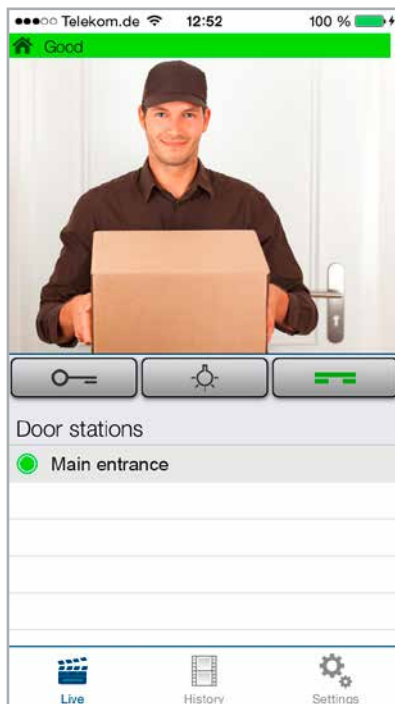 Telekom.de 12:52 100 %
Good
Door stations
Main entrance
Live History Settings